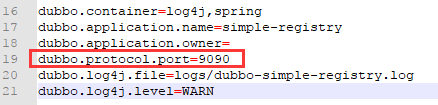 16 dubbo.container=log4j,spring
17 dubbo.application.name=simple-registry
18 dubbo.application.owner=
19 dubbo.protocol.port=9090
20 dubbo.log4j.file=logs/dubbo-simple-registry.log
21 dubbo.log4j.level=WARN